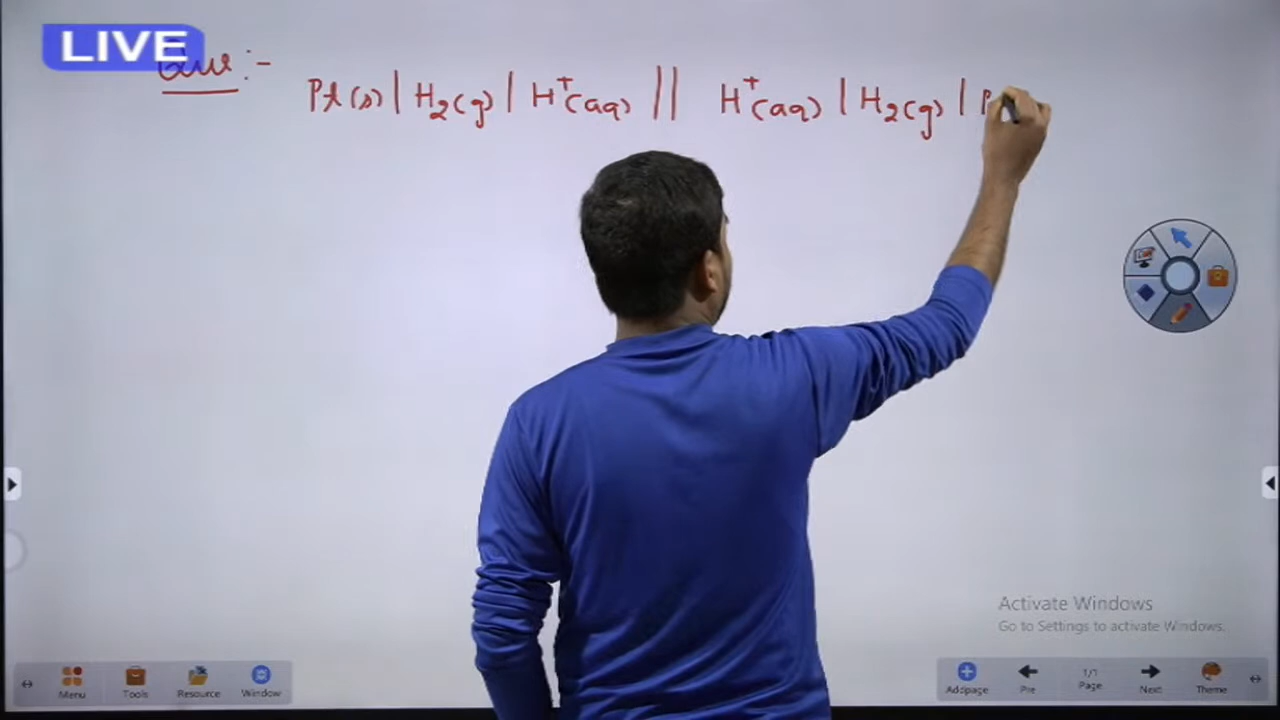 LIVE
Que :-
Pt(s) | H2(g) | H+(aq) || H+(aq) | H2(g) | P
Activate Windows
Go to Settings to activate Windows.
Menu Tools Resource Window
Addpage Pre 1/1 Page Next Theme